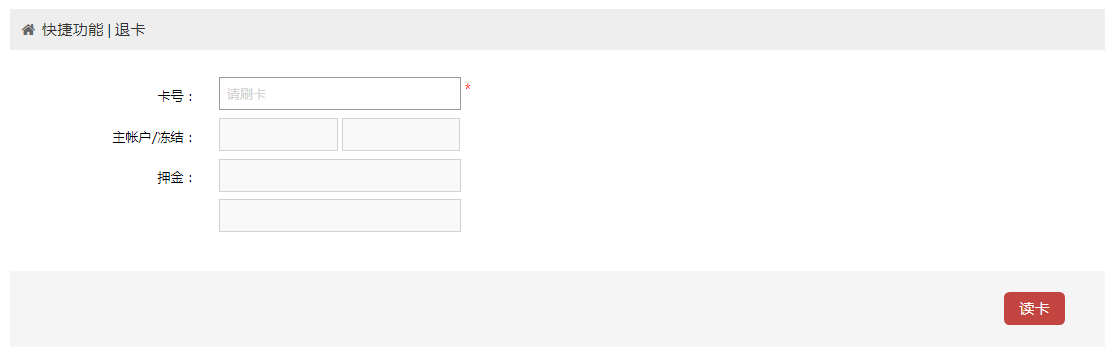 快捷功能 | 退卡
卡号： 请刷卡 *
主帐户/冻结：
押金：
读卡